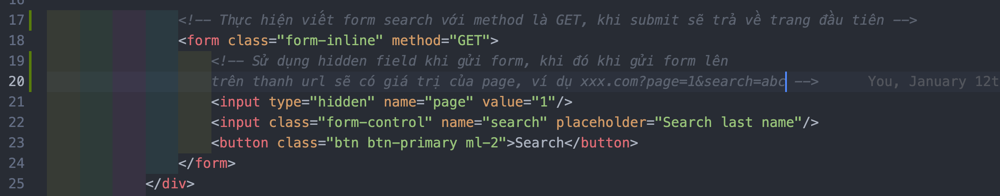 16
17 <!-- Thực hiện viết form search với method là GET, khi submit sẽ trả về trang đầu tiên -->
18 <form class="form-inline" method="GET">
19 <!-- Sử dụng hidden field khi gửi form, khi đó khi gửi form lên
20 trên thanh url sẽ có giá trị của page, ví dụ xxx.com?page=1&search=abc --> You, January 12t
21 <input type="hidden" name="page" value="1"/>
22 <input class="form-control" name="search" placeholder="Search last name"/>
23 <button class="btn btn-primary ml-2">Search</button>
24 </form>
25 </div>